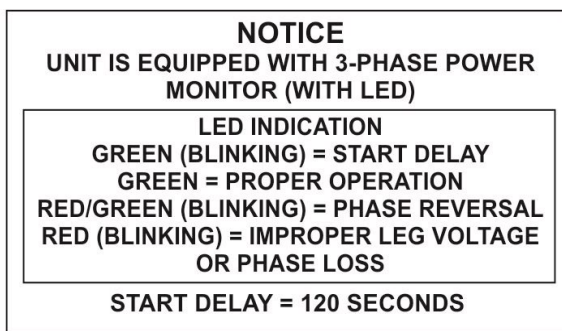 NOTICE
UNIT IS EQUIPPED WITH 3-PHASE POWER
MONITOR (WITH LED)
LED INDICATION
GREEN (BLINKING) = START DELAY
GREEN = PROPER OPERATION
RED/GREEN (BLINKING) = PHASE REVERSAL
RED (BLINKING) = IMPROPER LEG VOLTAGE
OR PHASE LOSS
START DELAY = 120 SECONDS